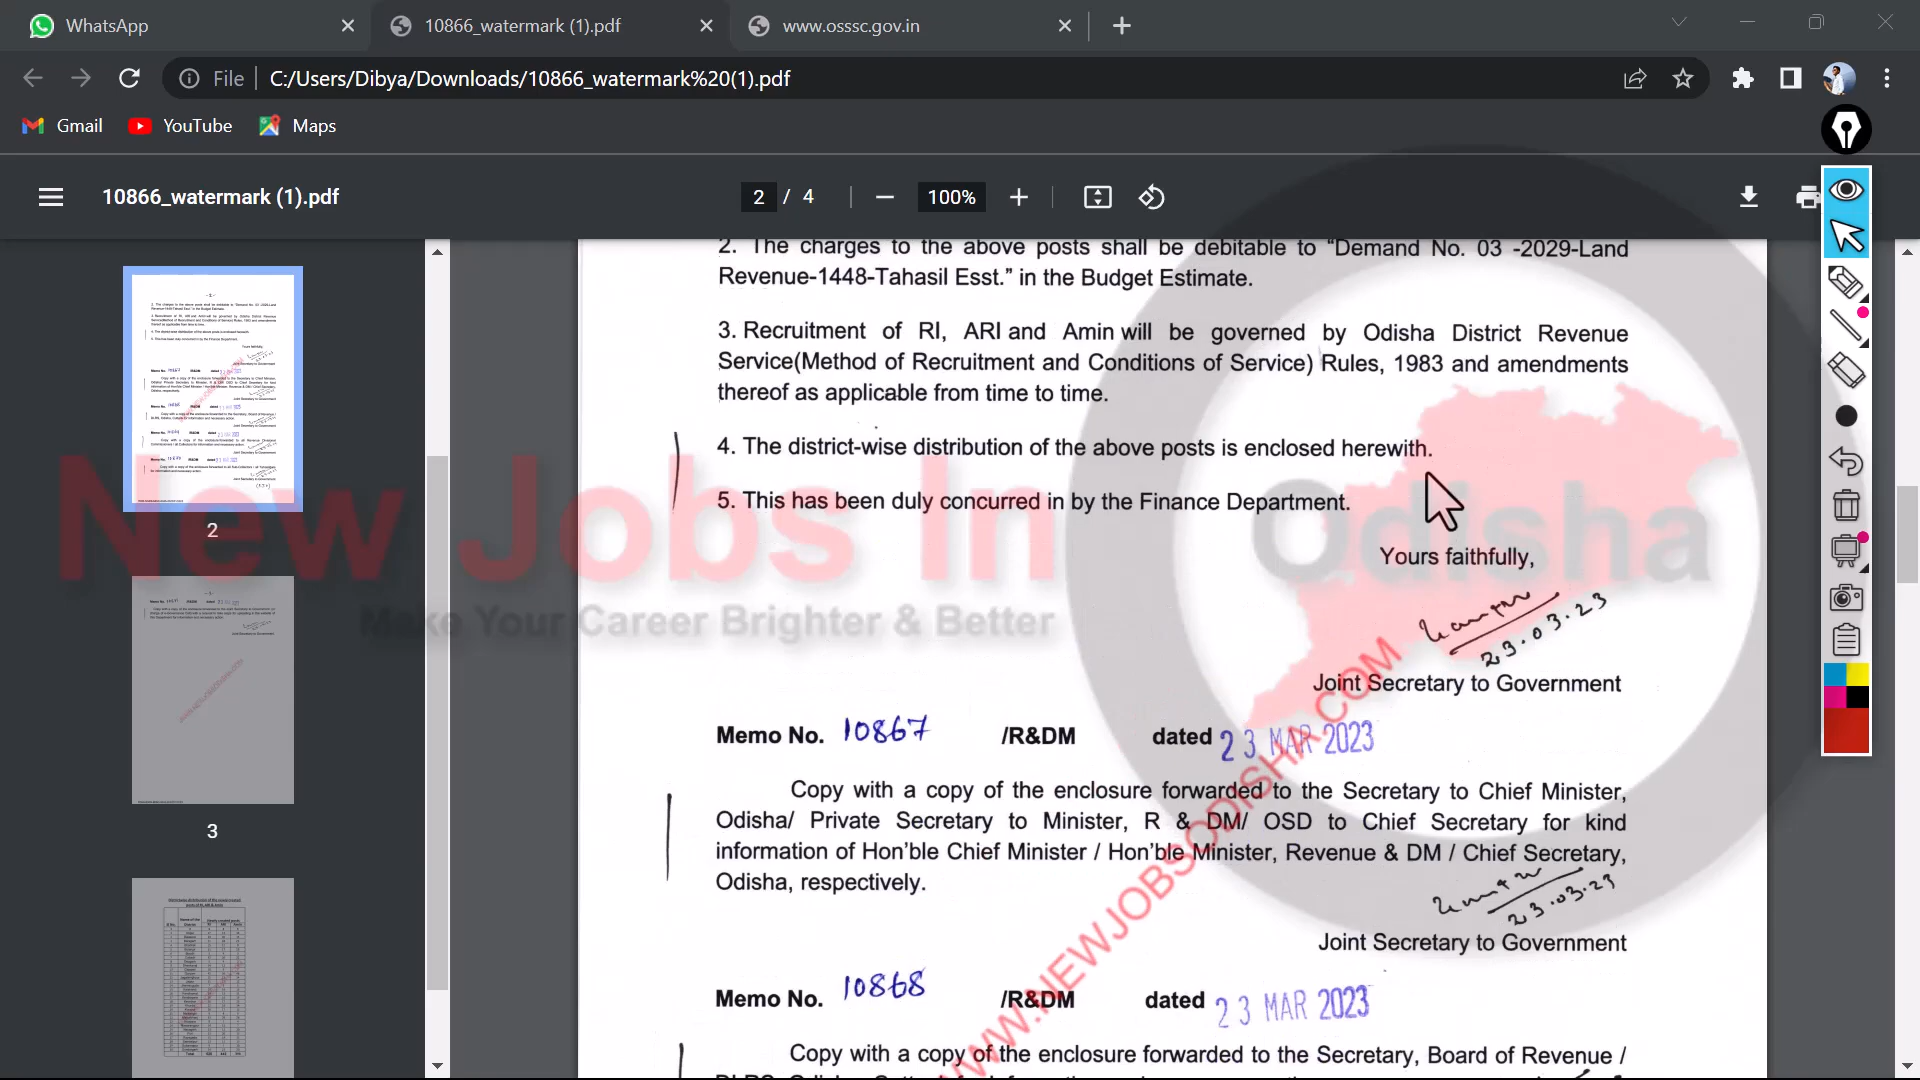 WhatsApp
10866_watermark (1).pdf
www.osssc.gov.in
File
C:/Users/Dibya/Downloads/10866_watermark%20(1).pdf
Gmail
YouTube
Maps
10866_watermark (1).pdf
2 / 4
100%
2. The charges to the above posts shall be debitable to "Demand No. 03 -2029-Land
Revenue-1448-Tahasil Esst." in the Budget Estimate.
3. Recruitment of RI, ARI and Amin will be governed by Odisha District Revenue
Service(Method of Recruitment and Conditions of Service) Rules, 1983 and amendments
thereof as applicable from time to time.
4. The district-wise distribution of the above posts is enclosed herewith.
5. This has been duly concurred in by the Finance Department.
New Jobs In Odisha
Make Your Career Brighter & Better
Yours faithfully,
23.03.23
Joint Secretary to Government
Memo No. 10867 /R&DM dated 23 MAR 2023
Copy with a copy of the enclosure forwarded to the Secretary to Chief Minister,
Odisha/ Private Secretary to Minister, R & DM/ OSD to Chief Secretary for kind
information of Hon'ble Chief Minister / Hon'ble Minister, Revenue & DM / Chief Secretary,
Odisha, respectively.
23.03.23
Joint Secretary to Government
Memo No. 10868 /R&DM dated 23 MAR 2023
Copy with a copy of the enclosure forwarded to the Secretary, Board of Revenue /
WWW.NEWJOBSODISHA.COM
2
3